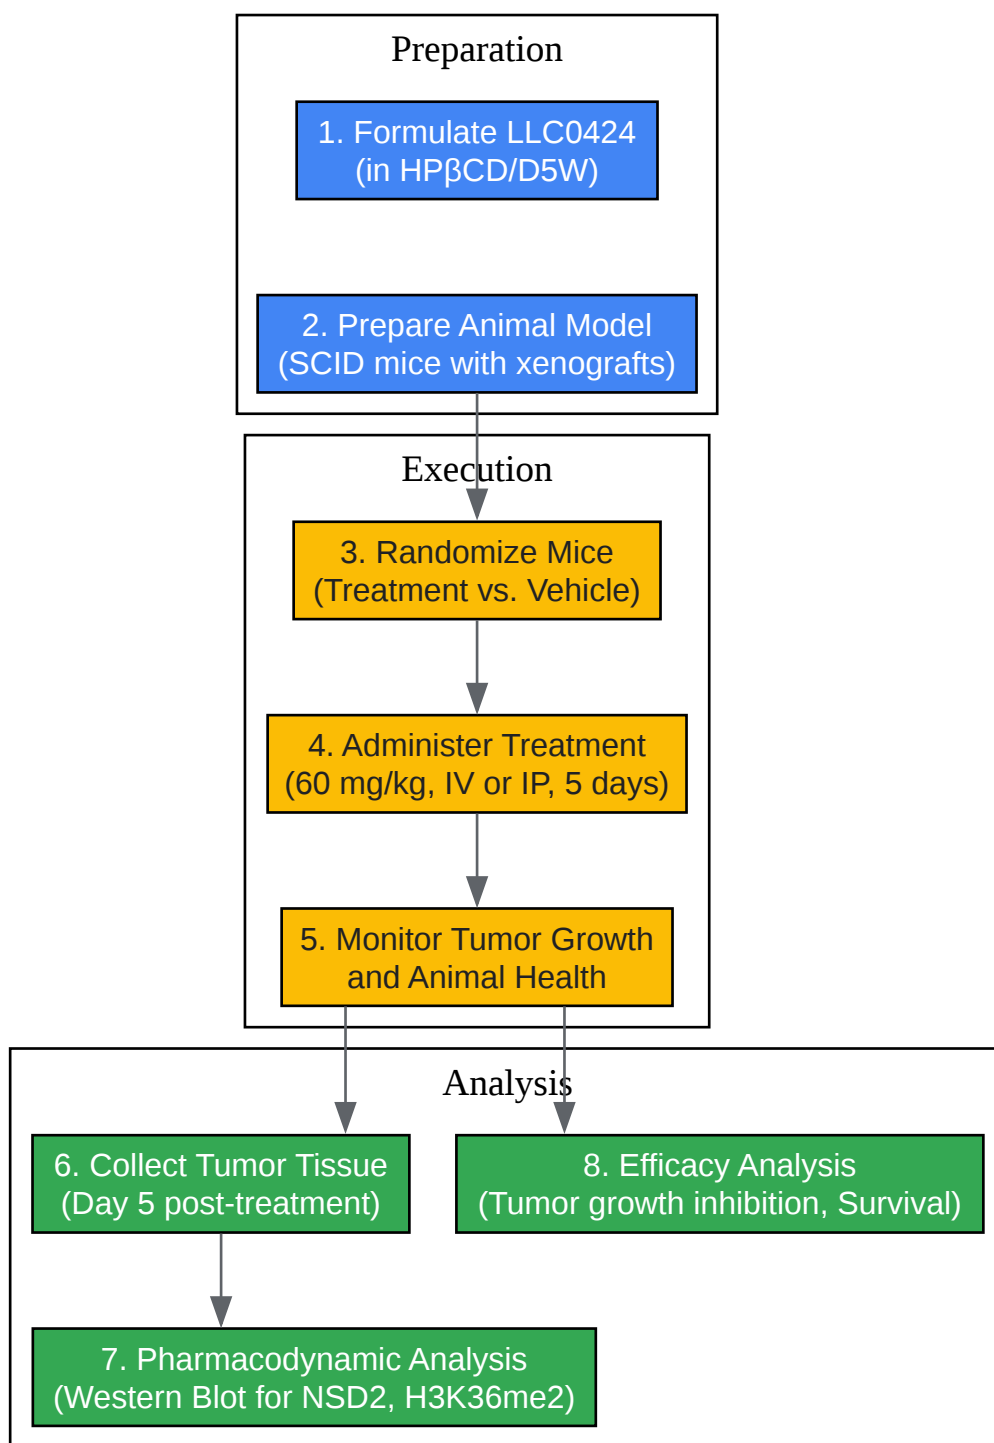 Preparation
1. Formulate LLC0424
(in HPβCD/D5W)
2. Prepare Animal Model
(SCID mice with xenografts)
Execution
3. Randomize Mice
(Treatment vs. Vehicle)
4. Administer Treatment
(60 mg/kg, IV or IP, 5 days)
5. Monitor Tumor Growth
and Animal Health
Analysis
6. Collect Tumor Tissue
(Day 5 post-treatment)
8. Efficacy Analysis
(Tumor growth inhibition, Survival)
7. Pharmacodynamic Analysis
(Western Blot for NSD2, H3K36me2)